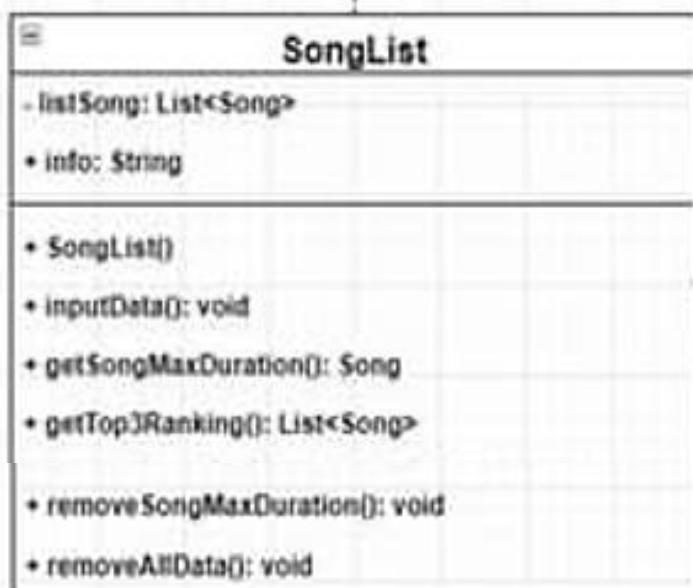 SongList
- listSong: List<Song>
+ info: String
+ SongList()
+ inputData(): void
+ getSongMaxDuration(): Song
+ getTop3Ranking(): List<Song>
+ removeSongMaxDuration(): void
+ removeAllData(): void